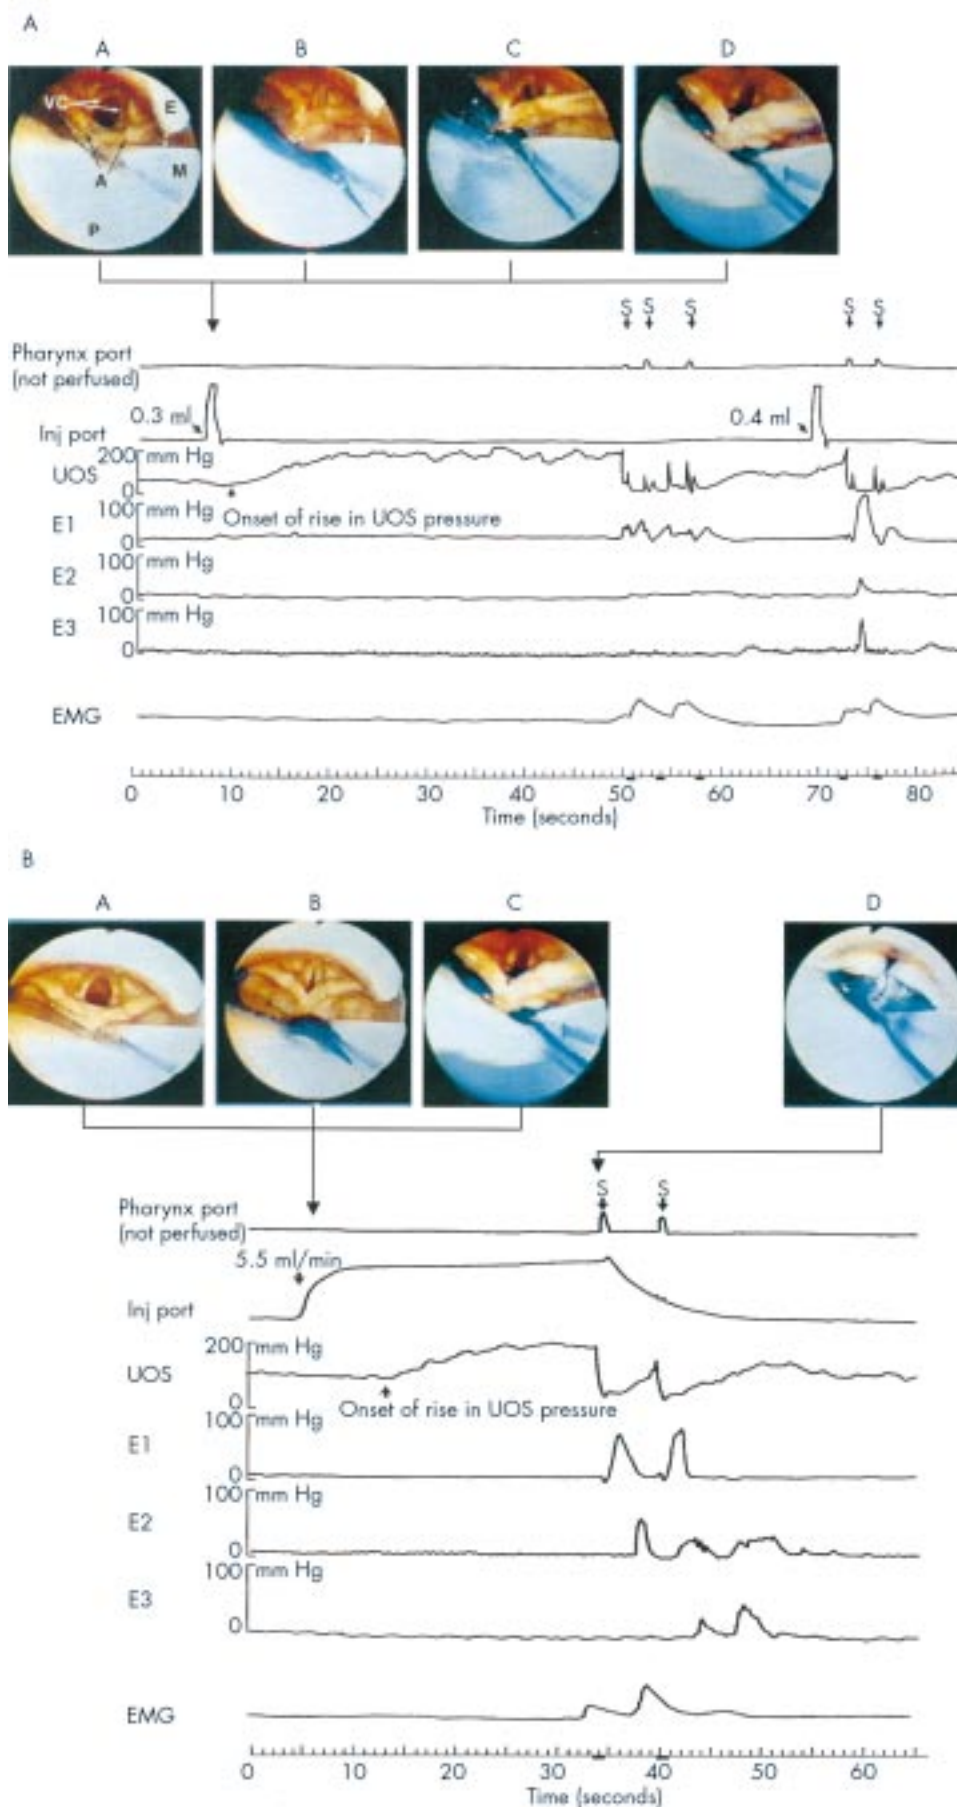 A
A B C D
VC E
M
A
P
S S S S S
Pharynx port
(not perfused)
0.3 ml 0.4 ml
Inj port
200 mm Hg
UOS
0
Onset of rise in UOS pressure
100 mm Hg
E1
0
100 mm Hg
E2
0
100 mm Hg
E3
0
EMG
0 10 20 30 40 50 60 70 80
Time (seconds)
B
A B C D
S S
Pharynx port
(not perfused)
5.5 ml/min
Inj port
200 mm Hg
UOS
0
Onset of rise in UOS pressure
100 mm Hg
E1
0
100 mm Hg
E2
0
100 mm Hg
E3
0
EMG
0 10 20 30 40 50 60
Time (seconds)